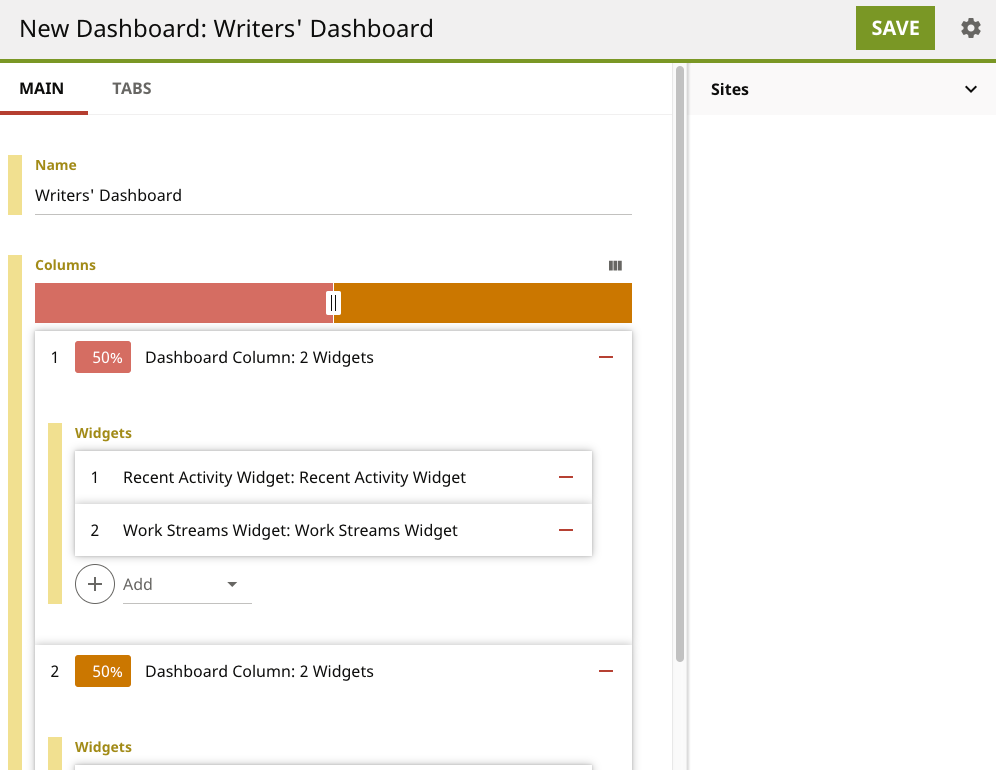 New Dashboard: Writers' Dashboard
SAVE
MAIN
TABS
Sites
Name
Writers' Dashboard
Columns
1 50% Dashboard Column: 2 Widgets
Widgets
1 Recent Activity Widget: Recent Activity Widget
2 Work Streams Widget: Work Streams Widget
Add
2 50% Dashboard Column: 2 Widgets
Widgets